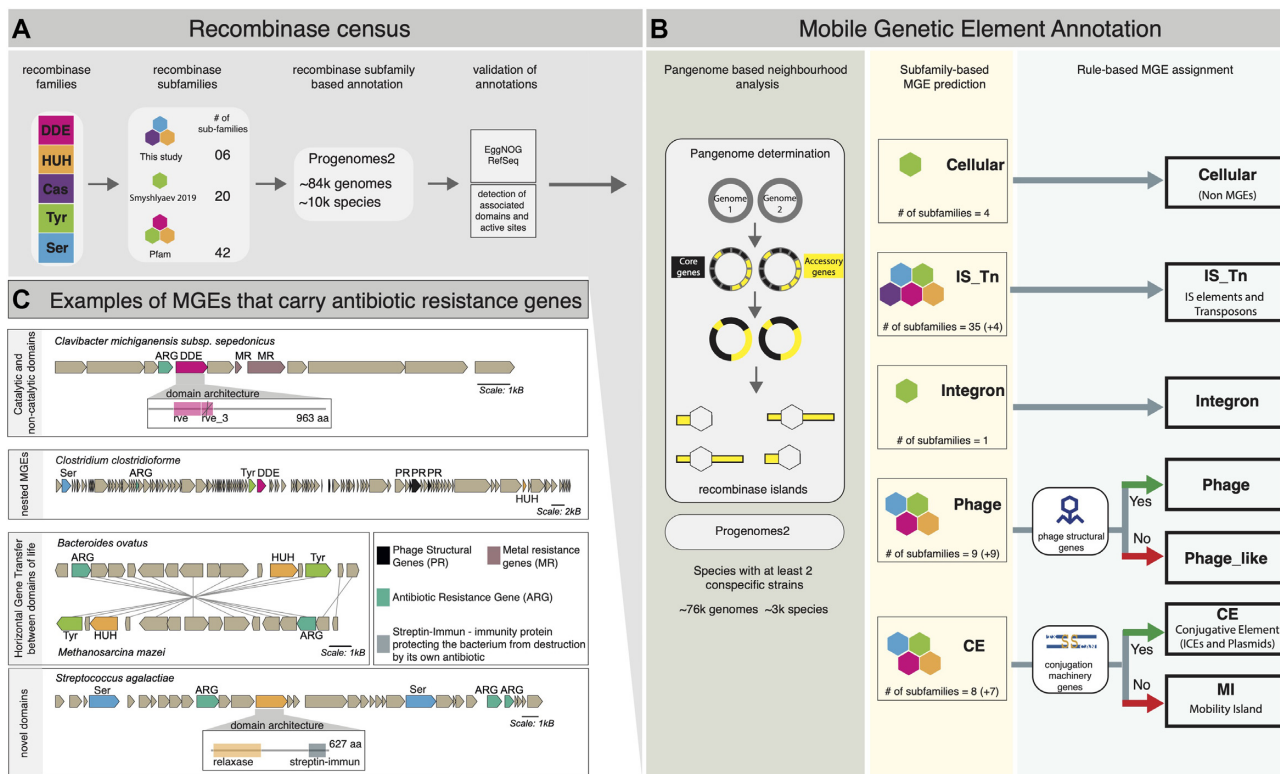 A
Recombinase census
recombinase
families
recombinase
subfamilies
recombinase subfamily
based annotation
validation of
annotations
DDE
HUH
Cas
Tyr
Ser
# of
sub-families
This study
06
Smyshlyaev 2019
20
Pfam
42
Progenomes2
~84k genomes
~10k species
EggNOG
RefSeq
detection of
associated
domains and
active sites
B
Mobile Genetic Element Annotation
Pangenome based neighbourhood
analysis
Subfamily-based
MGE prediction
Rule-based MGE assignment
Pangenome determination
Genome
1
Genome
2
Core
genes
Accessory
genes
recombinase islands
Progenomes2
Species with at least 2
conspecific strains
~76k genomes ~3k species
Cellular
# of subfamilies = 4
Cellular
(Non MGEs)
IS_Tn
# of subfamilies = 35 (+4)
IS_Tn
IS elements and
Transposons
Integron
# of subfamilies = 1
Integron
Phage
# of subfamilies = 9 (+9)
phage structural
genes
Yes
No
Phage
Phage_like
CE
# of subfamilies = 8 (+7)
SS
conjugation
machinery
genes
Yes
No
CE
Conjugative Element
(ICEs and Plasmids)
MI
Mobility Island
C
Examples of MGEs that carry antibiotic resistance genes
Catalytic and
non-catalytic domains
Clavibacter michiganensis subsp. sepedonicus
ARG DDE MR MR
Scale: 1kB
domain architecture
rve rve_3 963 aa
nested MGEs
Clostridium clostridioforme
Ser ARG Tyr DDE PR PR PR
HUH
Scale: 2kB
Horizontal Gene Transfer
between domains of life
Bacteroides ovatus
ARG HUH Tyr
Tyr HUH ARG
Methanosarcina mazei
Scale: 1kB
Phage Structural
Genes (PR)
Metal resistance
genes (MR)
Antibiotic Resistance Gene (ARG)
Streptin-Immun - immunity protein
protecting the bacterium from destruction
by its own antibiotic
novel domains
Streptococcus agalactiae
Ser ARG Ser ARG ARG
Scale: 1kB
domain architecture
627 aa
relaxase streptin-immun